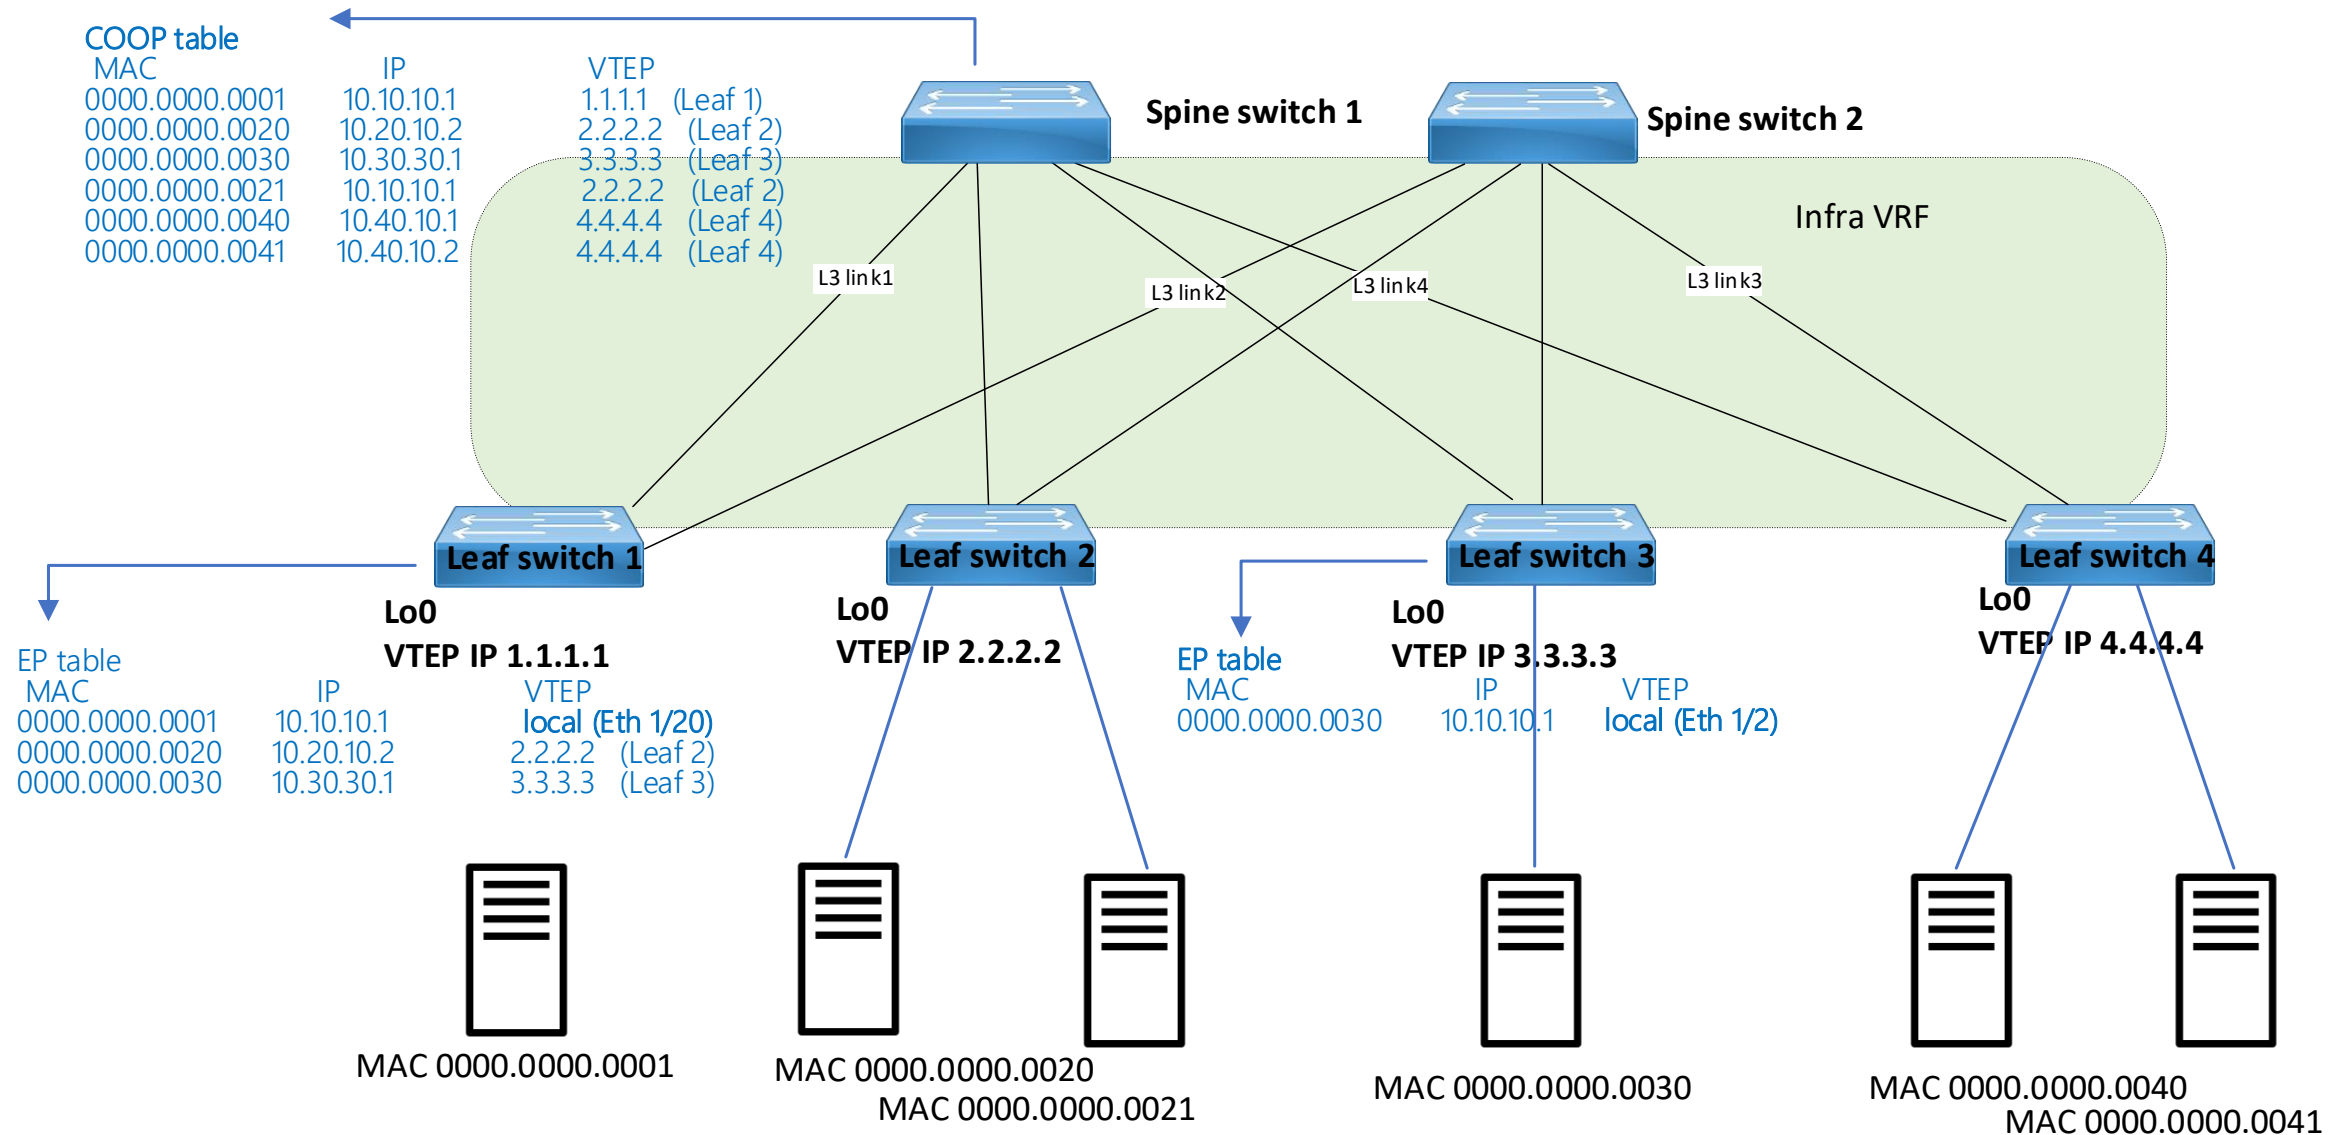 COOP table
MAC IP VTEP
0000.0000.0001 10.10.10.1 1.1.1.1 (Leaf 1)
0000.0000.0020 10.20.10.2 2.2.2.2 (Leaf 2)
0000.0000.0030 10.30.30.1 3.3.3.3 (Leaf 3)
0000.0000.0021 10.10.10.1 2.2.2.2 (Leaf 2)
0000.0000.0040 10.40.10.1 4.4.4.4 (Leaf 4)
0000.0000.0041 10.40.10.2 4.4.4.4 (Leaf 4)
Spine switch 1
Spine switch 2
Infra VRF
L3 link1
L3 link2
L3 link4
L3 link3
Leaf switch 1
Leaf switch 2
Leaf switch 3
Leaf switch 4
Lo0
VTEP IP 1.1.1.1
Lo0
VTEP IP 2.2.2.2
Lo0
VTEP IP 3.3.3.3
Lo0
VTEP IP 4.4.4.4
EP table
MAC IP VTEP
0000.0000.0001 10.10.10.1 local (Eth 1/20)
0000.0000.0020 10.20.10.2 2.2.2.2 (Leaf 2)
0000.0000.0030 10.30.30.1 3.3.3.3 (Leaf 3)
EP table
MAC IP VTEP
0000.0000.0030 10.10.10.1 local (Eth 1/2)
MAC 0000.0000.0001
MAC 0000.0000.0020
MAC 0000.0000.0021
MAC 0000.0000.0030
MAC 0000.0000.0040
MAC 0000.0000.0041